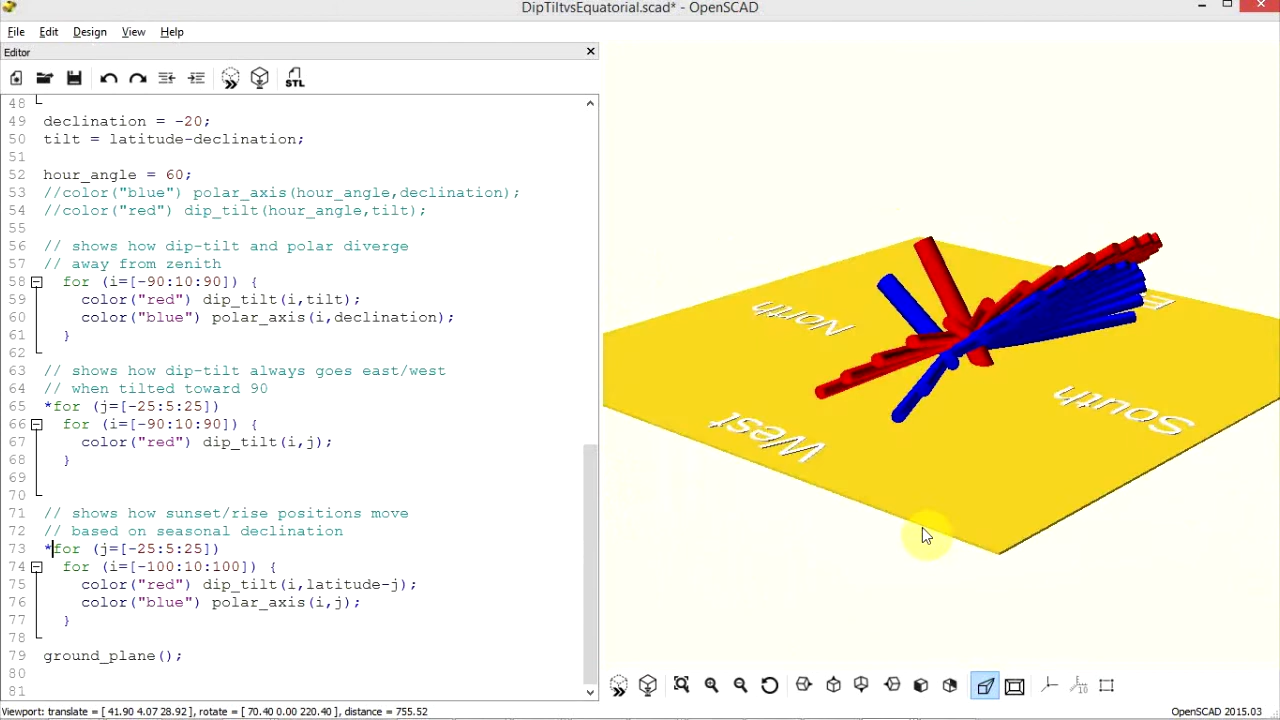 DipTiltvsEquatorial.scad* - OpenSCAD
File Edit Design View Help
Editor
STL
48
49 declination = -20;
50 tilt = latitude-declination;
51
52 hour_angle = 60;
53 //color("blue") polar_axis(hour_angle,declination);
54 //color("red") dip_tilt(hour_angle,tilt);
55
56 // shows how dip-tilt and polar diverge
57 // away from zenith
58 for (i=[-90:10:90]) {
59 color("red") dip_tilt(i,tilt);
60 color("blue") polar_axis(i,declination);
61 }
62
63 // shows how dip-tilt always goes east/west
64 // when tilted toward 90
65 *for (j=[-25:5:25])
66 for (i=[-90:10:90]) {
67 color("red") dip_tilt(i,j);
68 }
69
70
71 // shows how sunset/rise positions move
72 // based on seasonal declination
73 *for (j=[-25:5:25])
74 for (i=[-100:10:100]) {
75 color("red") dip_tilt(i,latitude-j);
76 color("blue") polar_axis(i,j);
77 }
78
79 ground_plane();
80
81
North
E
South
West
Viewport: translate = [ 41.90 4.07 28.92 ], rotate = [ 70.40 0.00 220.40 ], distance = 755.52
OpenSCAD 2015.03